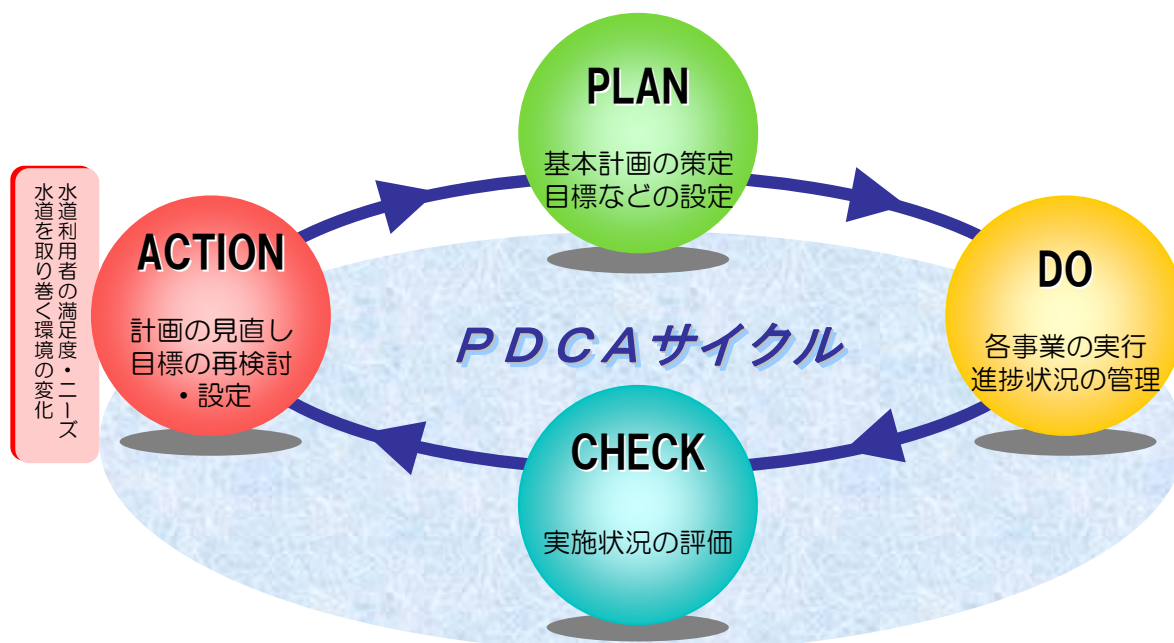 PLAN
基本計画の策定
目標などの設定
水道利用者の満足度・ニーズ
水道を取り巻く環境の変化
ACTION
計画の見直し
目標の再検討
・設定
PDCAサイクル
DO
各事業の実行
進捗状況の管理
CHECK
実施状況の評価